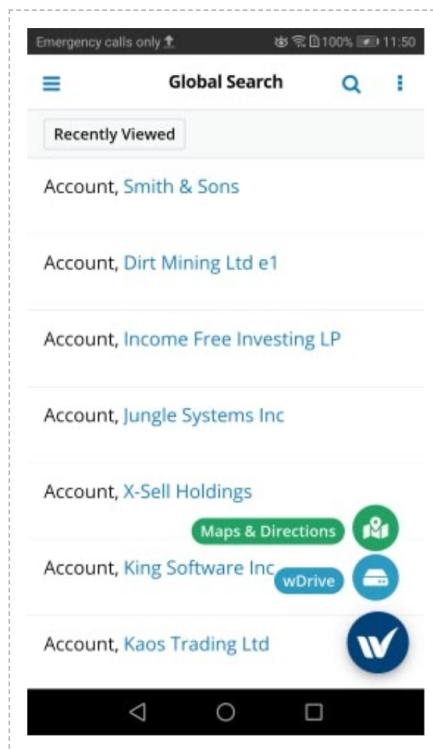 Emergency calls only 100% 11:50
Global Search
Recently Viewed
Account, Smith & Sons
Account, Dirt Mining Ltd e1
Account, Income Free Investing LP
Account, Jungle Systems Inc
Account, X-Sell Holdings
Maps & Directions
Account, King Software Inc
wDrive
Account, Kaos Trading Ltd